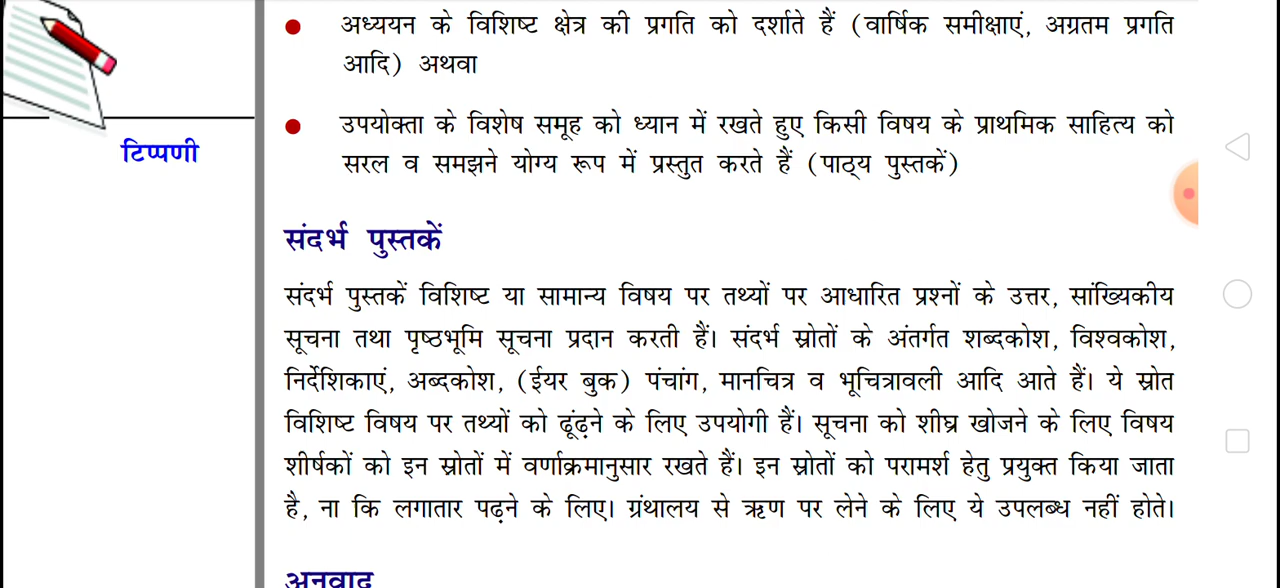 अध्ययन के विशिष्ट क्षेत्र की प्रगति को दर्शाते हैं (वार्षिक समीक्षाएं, अग्रतम प्रगति
आदि) अथवा
उपयोक्ता के विशेष समूह को ध्यान में रखते हुए किसी विषय के प्राथमिक साहित्य को
सरल व समझने योग्य रूप में प्रस्तुत करते हैं (पाठ्य पुस्तकें)
टिप्पणी
संदर्भ पुस्तकें
संदर्भ पुस्तकें विशिष्ट या सामान्य विषय पर तथ्यों पर आधारित प्रश्नों के उत्तर, सांख्यिकीय
सूचना तथा पृष्ठभूमि सूचना प्रदान करती हैं। संदर्भ स्रोतों के अंतर्गत शब्दकोश, विश्वकोश,
निर्देशिकाएं, अब्दकोश, (ईयर बुक) पंचांग, मानचित्र व भूचित्रावली आदि आते हैं। ये स्रोत
विशिष्ट विषय पर तथ्यों को ढूंढ़ने के लिए उपयोगी हैं। सूचना को शीघ्र खोजने के लिए विषय
शीर्षकों को इन स्रोतों में वर्णाक्रमानुसार रखते हैं। इन स्रोतों को परामर्श हेतु प्रयुक्त किया जाता
है, ना कि लगातार पढ़ने के लिए। ग्रंथालय से ऋण पर लेने के लिए ये उपलब्ध नहीं होते।
अनुवाद